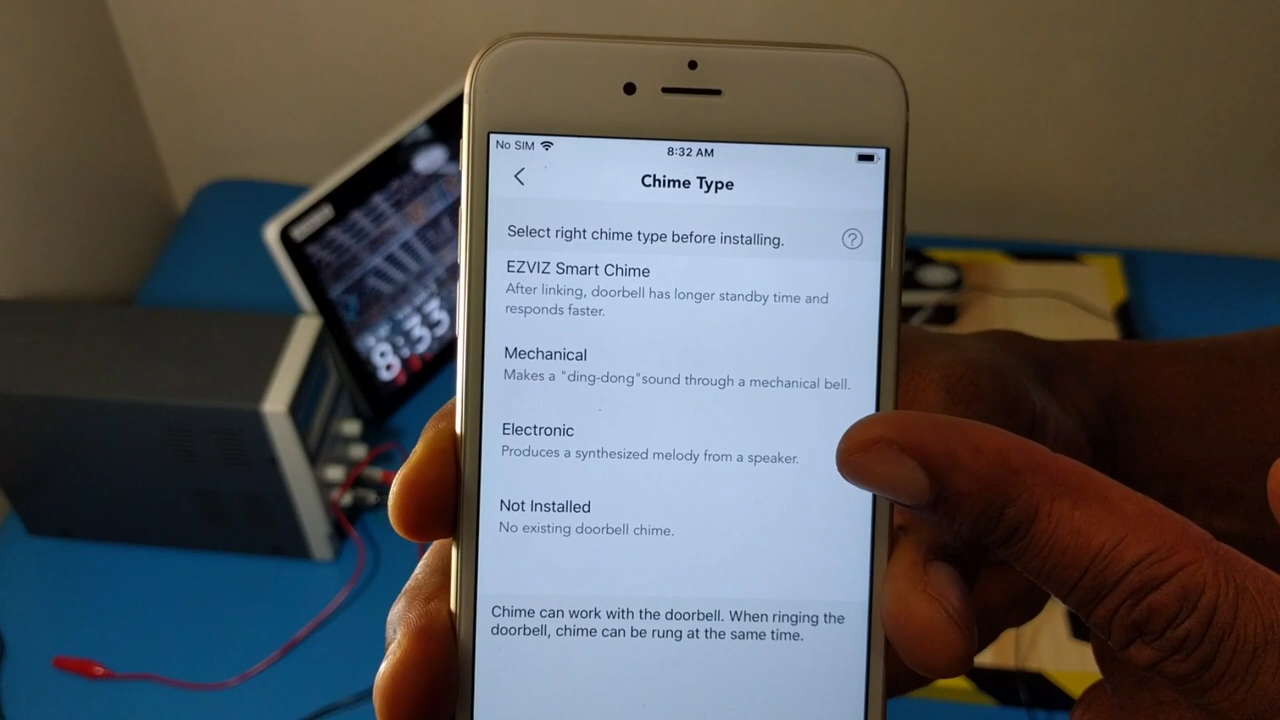 No SIM
8:32 AM
Chime Type
Select right chime type before installing.
?
EZVIZ Smart Chime
After linking, doorbell has longer standby time and
responds faster.
Mechanical
Makes a "ding-dong"sound through a mechanical bell.
Electronic
Produces a synthesized melody from a speaker.
Not Installed
No existing doorbell chime.
Chime can work with the doorbell. When ringing the
doorbell, chime can be rung at the same time.
8:33